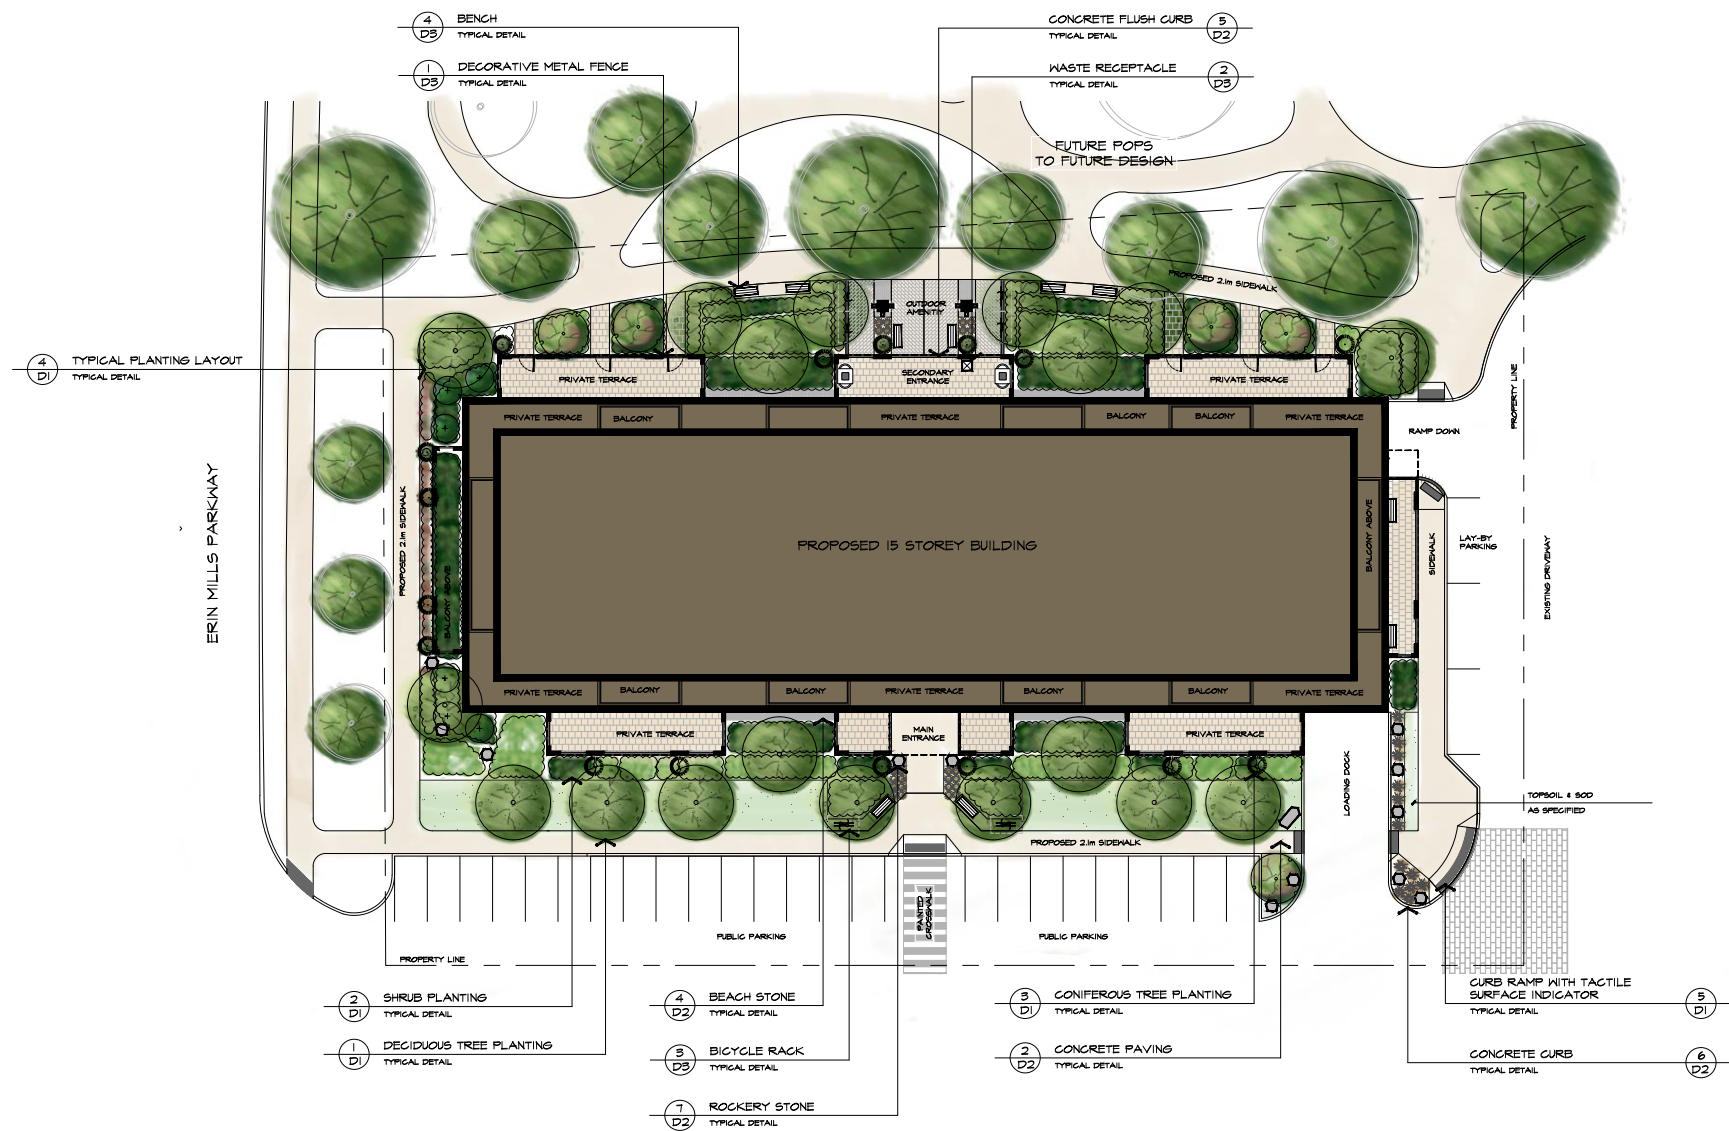 4
D3
BENCH
TYPICAL DETAIL
CONCRETE FLUSH CURB
TYPICAL DETAIL
5
D2
1
D3
DECORATIVE METAL FENCE
TYPICAL DETAIL
WASTE RECEPTACLE
TYPICAL DETAIL
2
D3
FUTURE POPS
TO FUTURE DESIGN
PROPOSED 2.1m SIDEWALK
OUTDOOR
AMENITY
4
D1
TYPICAL PLANTING LAYOUT
TYPICAL DETAIL
PRIVATE TERRACE
SECONDARY
ENTRANCE
PRIVATE TERRACE
PROPERTY LINE
PRIVATE TERRACE
BALCONY
PRIVATE TERRACE
BALCONY
BALCONY
PRIVATE TERRACE
RAMP DOWN
ERIN MILLS PARKWAY
PROPOSED 2.1m SIDEWALK
BALCONY ABOVE
PROPOSED 15 STOREY BUILDING
BALCONY ABOVE
SIDEWALK
LAY-BY
PARKING
EXISTING DRIVEWAY
PRIVATE TERRACE
BALCONY
BALCONY
PRIVATE TERRACE
BALCONY
BALCONY
PRIVATE TERRACE
PRIVATE TERRACE
MAIN
ENTRANCE
PRIVATE TERRACE
LOADING DOCK
TOPSOIL & SOD
AS SPECIFIED
PROPOSED 2.1m SIDEWALK
PAINTED
CROSSWALK
PUBLIC PARKING
PUBLIC PARKING
PROPERTY LINE
2
D1
SHRUB PLANTING
TYPICAL DETAIL
4
D2
BEACH STONE
TYPICAL DETAIL
3
D1
CONIFEROUS TREE PLANTING
TYPICAL DETAIL
CURB RAMP WITH TACTILE
SURFACE INDICATOR
TYPICAL DETAIL
5
D1
1
D1
DECIDUOUS TREE PLANTING
TYPICAL DETAIL
3
D3
BICYCLE RACK
TYPICAL DETAIL
2
D2
CONCRETE PAVING
TYPICAL DETAIL
CONCRETE CURB
TYPICAL DETAIL
6
D2
7
D2
ROCKERY STONE
TYPICAL DETAIL